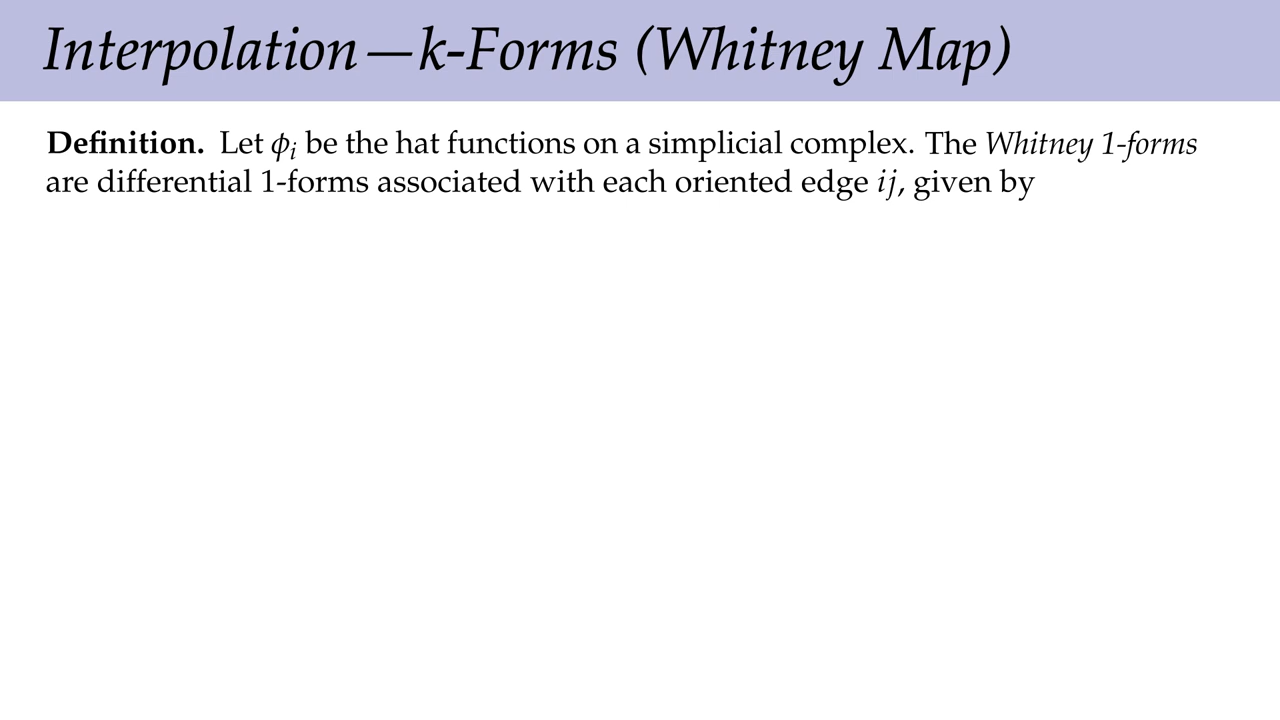 Interpolation—k-Forms (Whitney Map)
Definition. Let ϕᵢ be the hat functions on a simplicial complex. The Whitney 1-forms
are differential 1-forms associated with each oriented edge ij, given by